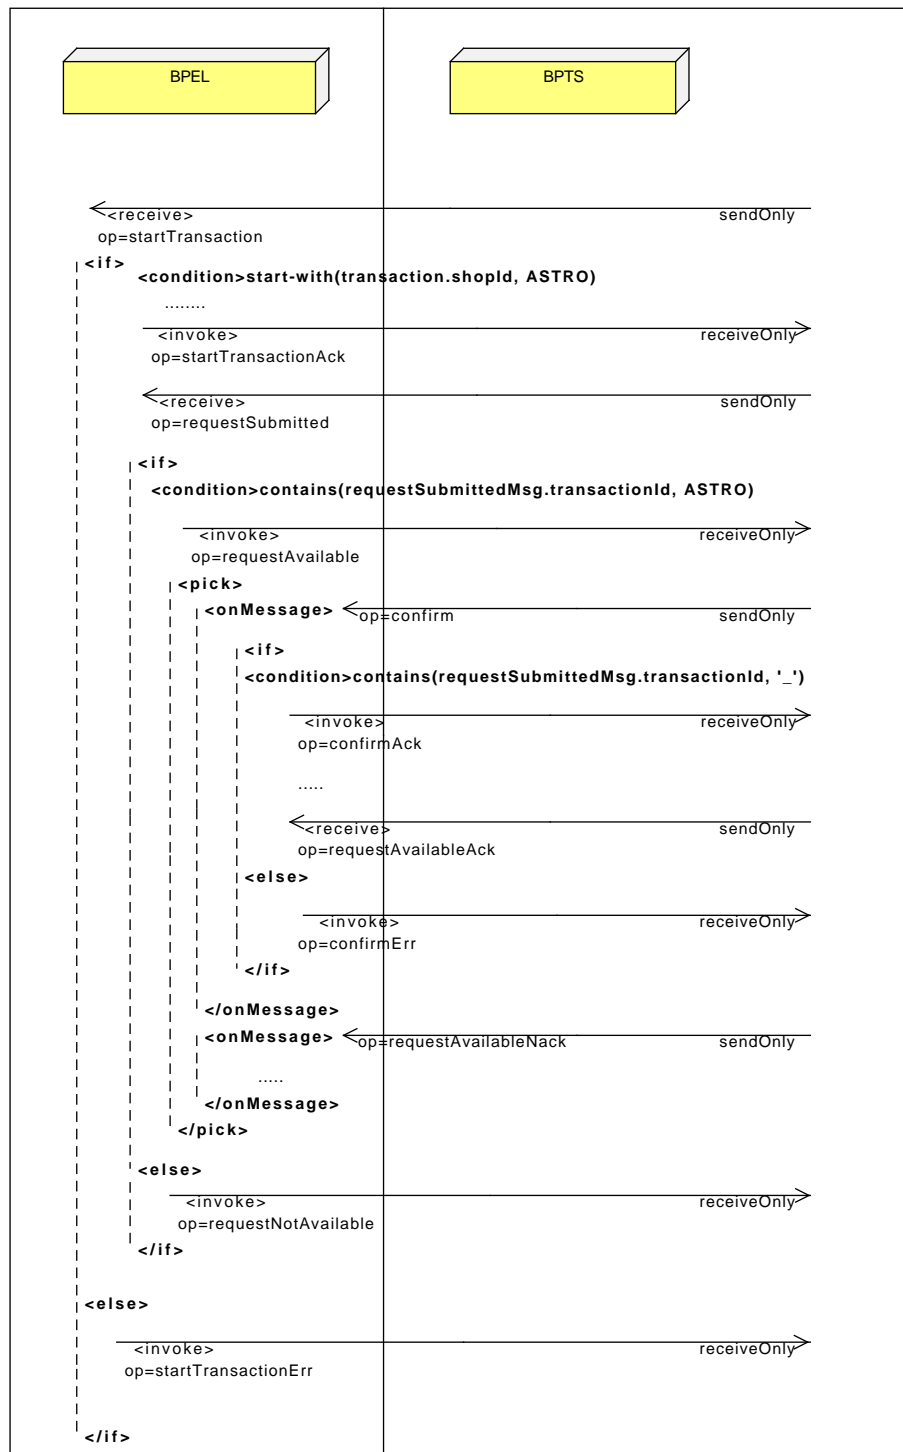 BPEL
BPTS
<receive>
sendOnly
op=startTransaction
<if>
<condition>start-with(transaction.shopId, ASTRO)
........
<invoke>
receiveOnly
op=startTransactionAck
<receive>
sendOnly
op=requestSubmitted
<if>
<condition>contains(requestSubmittedMsg.transactionId, ASTRO)
<invoke>
receiveOnly
op=requestAvailable
<pick>
<onMessage>
op=confirm
sendOnly
<if>
<condition>contains(requestSubmittedMsg.transactionId, '_')
<invoke>
receiveOnly
op=confirmAck
.....
<receive>
sendOnly
op=requestAvailableAck
<else>
<invoke>
receiveOnly
op=confirmErr
</if>
</onMessage>
<onMessage>
op=requestAvailableNack
sendOnly
.....
</onMessage>
</pick>
<else>
<invoke>
receiveOnly
op=requestNotAvailable
</if>
<else>
<invoke>
receiveOnly
op=startTransactionErr
</if>